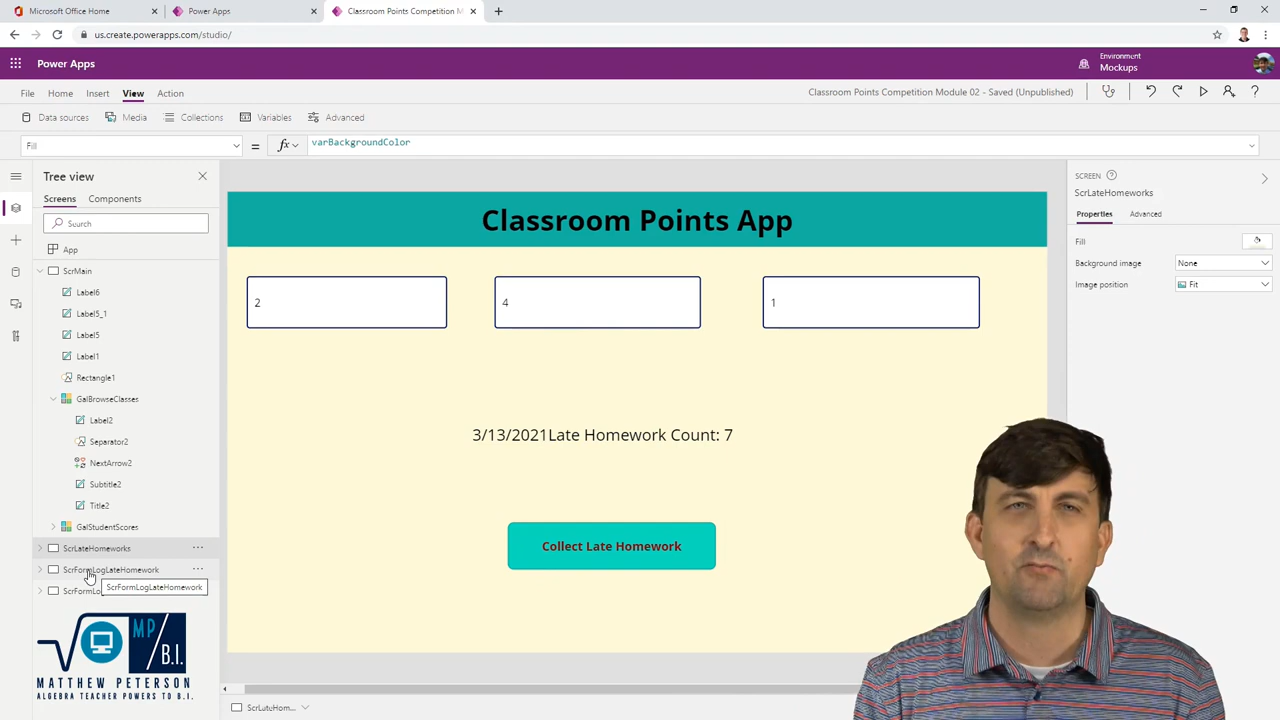 Microsoft Office Home
Power Apps
Classroom Points Competition M
us.create.powerapps.com/studio/
Power Apps
Environment
Mockups
File Home Insert View Action
Classroom Points Competition Module 02 - Saved (Unpublished)
Data sources Media Collections Variables Advanced
Fill = fx varBackgroundColor
Tree view
Screens Components
Search
App
ScrMain
Label6
Label5_1
Label5
Label1
Rectangle1
GalBrowseClasses
Label2
Separator2
NextArrow2
Subtitle2
Title2
GalStudentScores
ScrLateHomeworks
ScrFormLogLateHomework
ScrFormLogLateHomework
ScrFormLo
Classroom Points App
2 4 1
3/13/2021Late Homework Count: 7
Collect Late Homework
SCREEN
ScrLateHomeworks
Properties Advanced
Fill
Background image None
Image position Fit
MP
B.I.
MATTHEW PETERSON
ALGEBRA TEACHER POWERS TO B.I.
ScrLateHom...